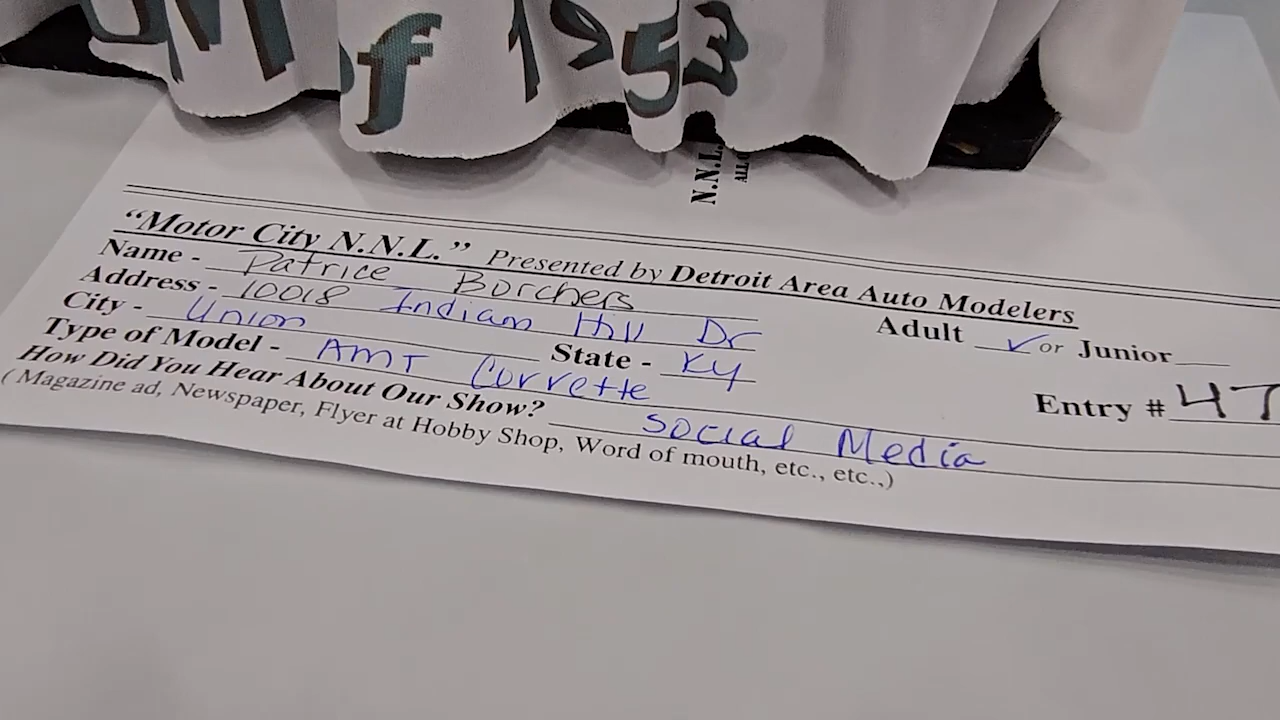 of 1953
N.N.L.
"Motor City N.N.L." Presented by Detroit Area Auto Modelers
Name - Patrice Borchers
Address - 10018 Indian Hill Dr
Adult ✓ or Junior
City - Union State - Ky
Type of Model - AMT Corvette
Entry # 47
How Did You Hear About Our Show? Social Media
( Magazine ad, Newspaper, Flyer at Hobby Shop, Word of mouth, etc., etc.,)